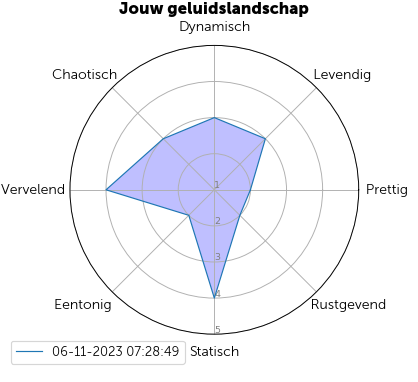 Jouw geluidslandschap
Dynamisch
Chaotisch
Levendig
Vervelend
Prettig
1
2
3
4
5
Eentonig
Rustgevend
Statisch
06-11-2023 07:28:49